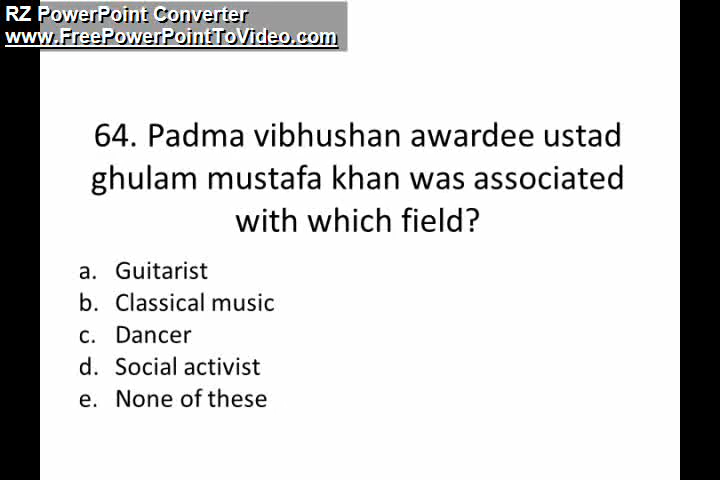 RZ PowerPoint Converter
www.FreePowerPointToVideo.com
64. Padma vibhushan awardee ustad
ghulam mustafa khan was associated
with which field?
a. Guitarist
b. Classical music
c. Dancer
d. Social activist
e. None of these